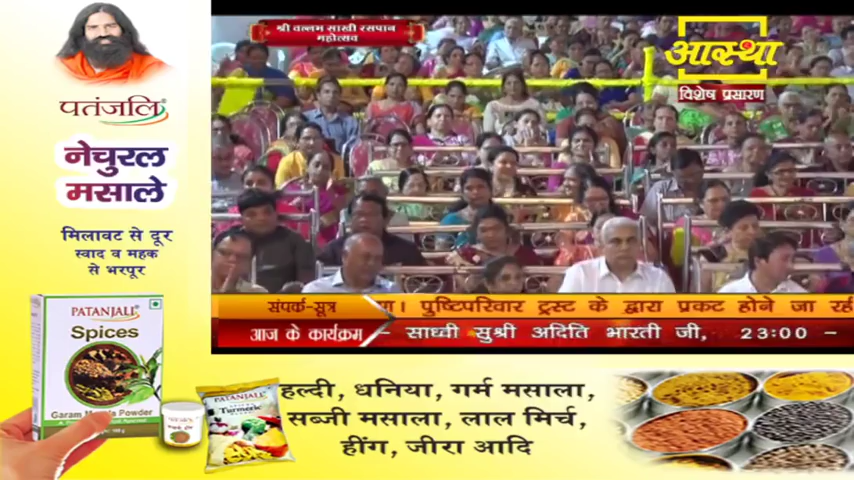 पतंजलि®
नेचुरल
मसाले
मिलावट से दूर
स्वाद व महक
से भरपूर
PATANJALI
Spices
Garam Masala Powder
PATANJALI
Turmeric
श्री वल्लभ साखी रसपान
महोत्सव
आस्था
विशेष प्रसारण
संपर्क-सूत्र
ण। पुष्टिपरिवार ट्रस्ट के द्वारा प्रकट होने जा रही
आज के कार्यक्रम
– साध्वी सुश्री अदिति भारती जी, 23:00 –
हल्दी, धनिया, गर्म मसाला,
सब्जी मसाला, लाल मिर्च,
हींग, जीरा आदि